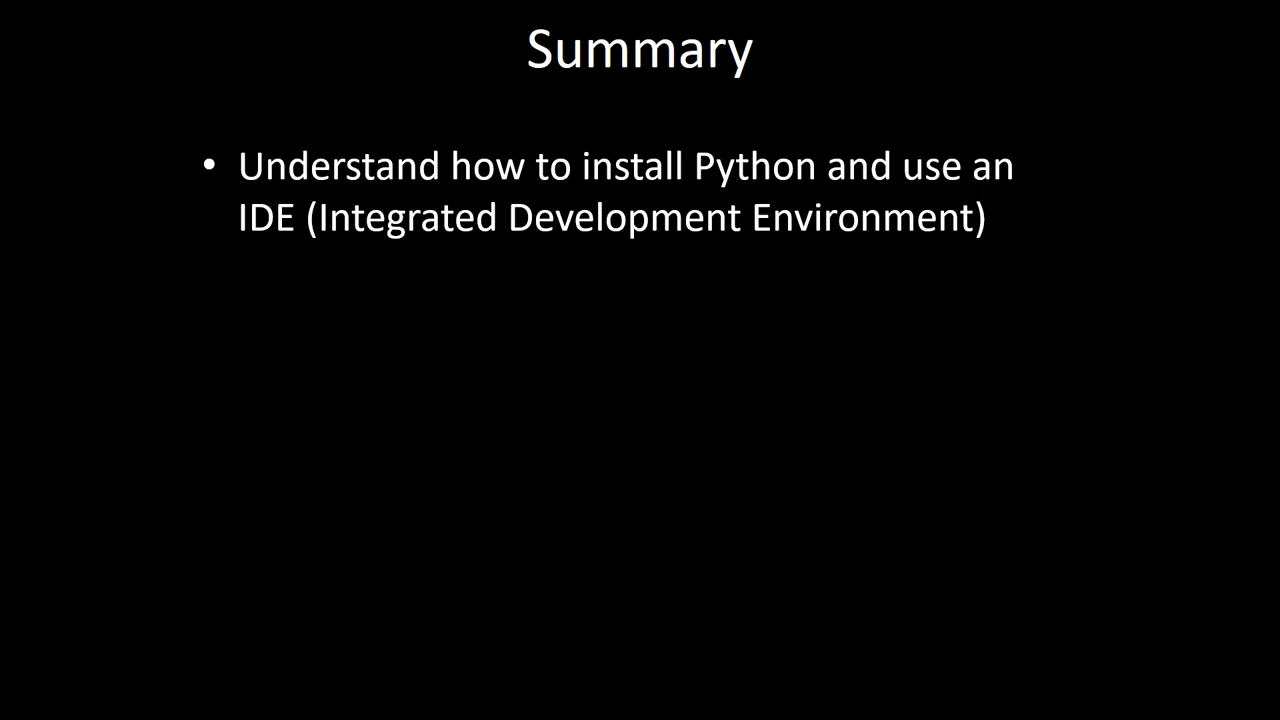 Summary
• Understand how to install Python and use an
IDE (Integrated Development Environment)